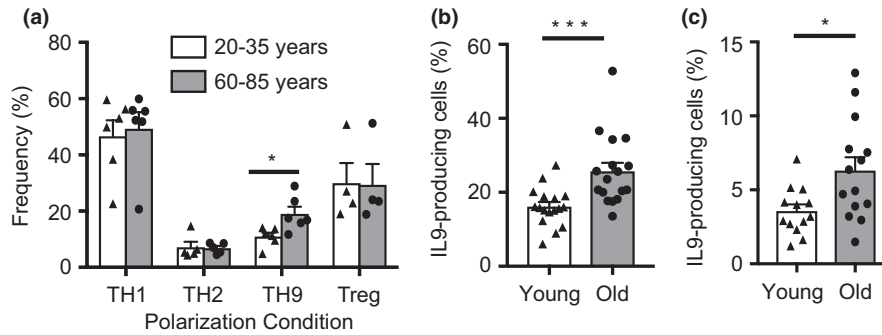 (a)
20-35 years
60-85 years
Frequency (%)
80
60
40
20
0
*
TH1 TH2 TH9 Treg
Polarization Condition
(b)
* * *
IL9-producing cells (%)
60
40
20
0
Young Old
(c)
*
IL9-producing cells (%)
15
10
5
0
Young Old